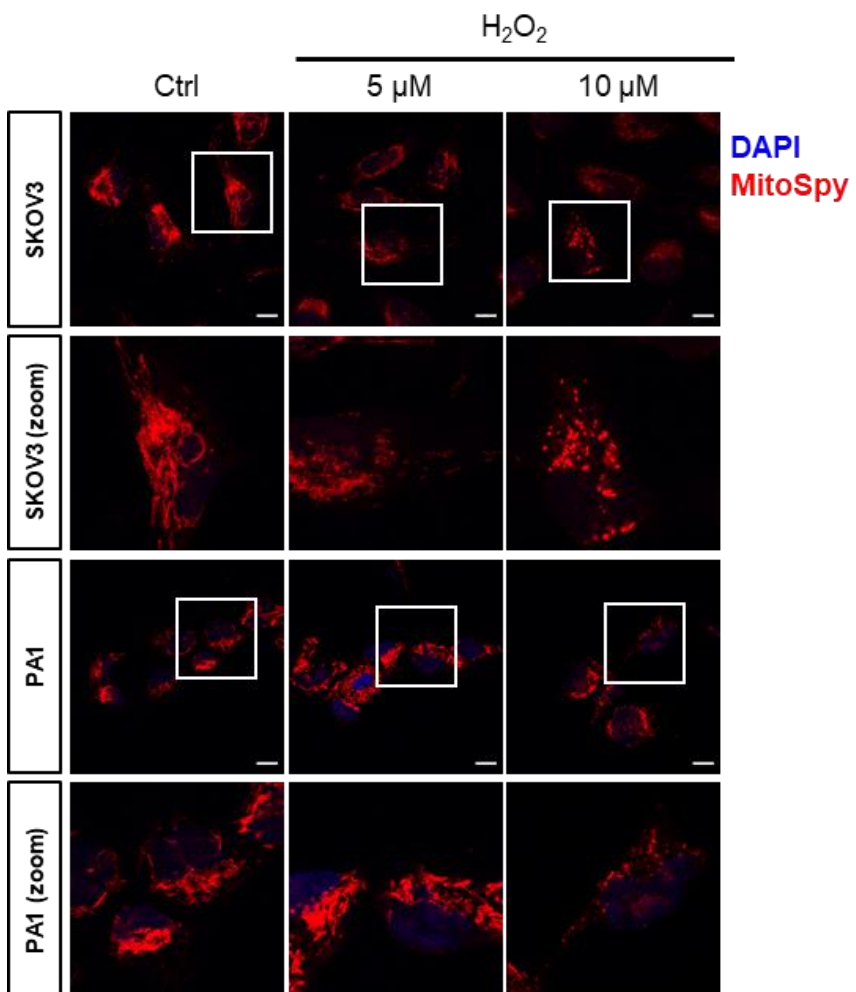 H₂O₂
Ctrl
5 µM
10 µM
DAPI
MitoSpy
SKOV3
SKOV3 (zoom)
PA1
PA1 (zoom)